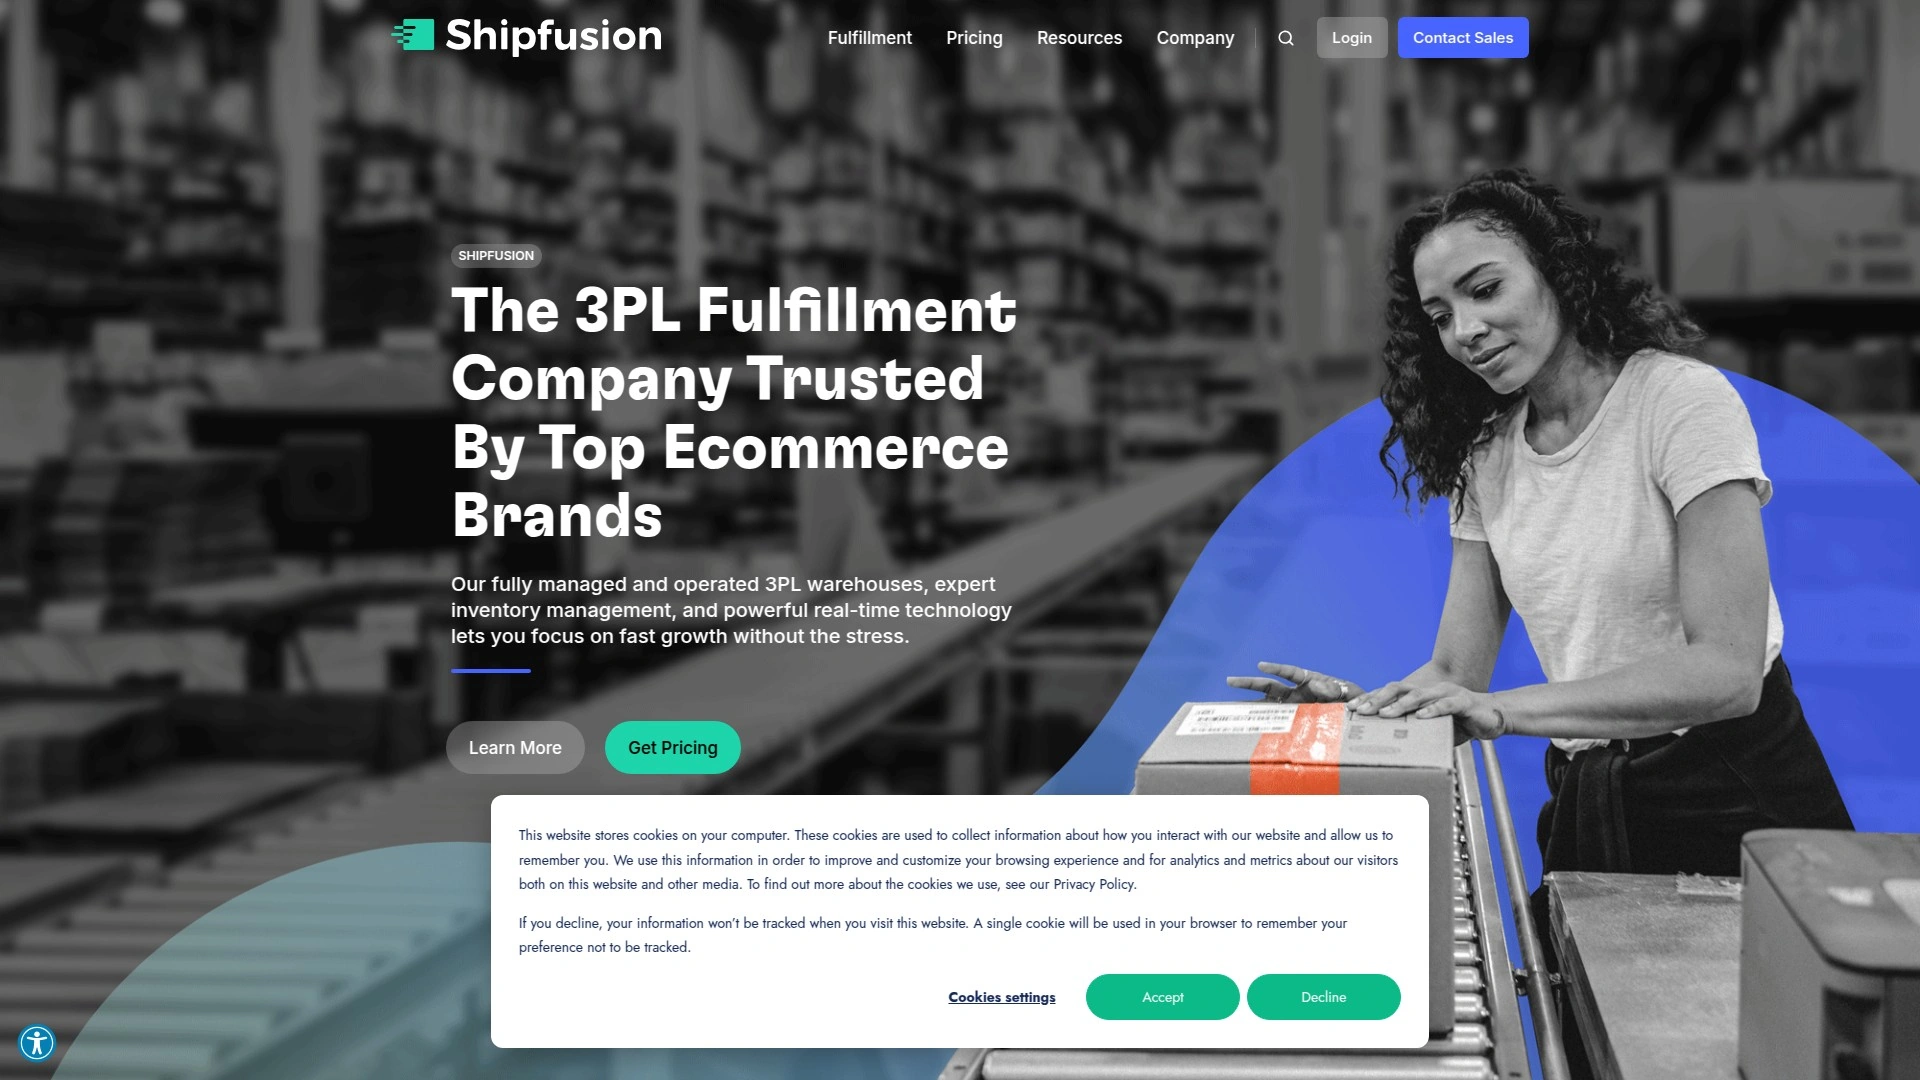 Shipfusion
Fulfillment
Pricing
Resources
Company
Login
Contact Sales
SHIPFUSION
The 3PL Fulfillment
Company Trusted
By Top Ecommerce
Brands
Our fully managed and operated 3PL warehouses, expert
inventory management, and powerful real-time technology
lets you focus on fast growth without the stress.
Learn More
Get Pricing
This website stores cookies on your computer. These cookies are used to collect information about how you interact with our website and allow us to
remember you. We use this information in order to improve and customize your browsing experience and for analytics and metrics about our visitors
both on this website and other media. To find out more about the cookies we use, see our Privacy Policy.
If you decline, your information won't be tracked when you visit this website. A single cookie will be used in your browser to remember your
preference not to be tracked.
Cookies settings
Accept
Decline